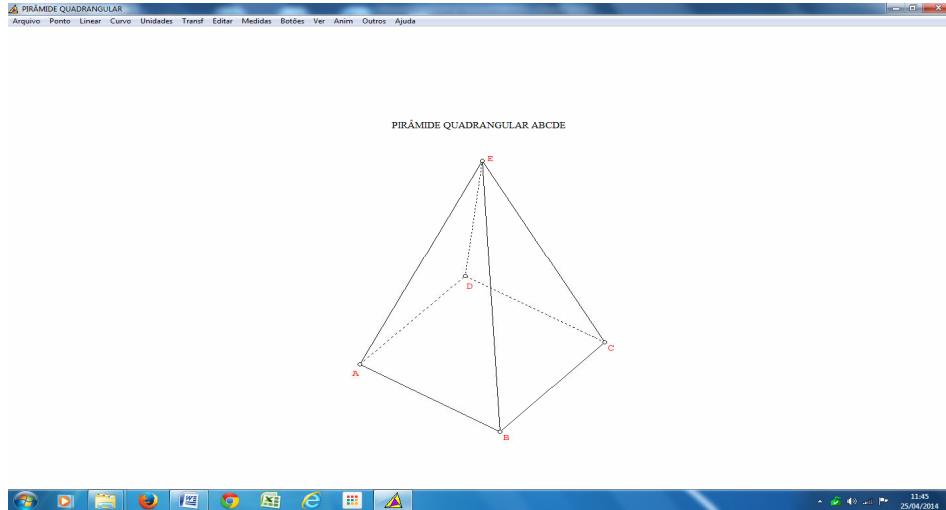 PIRÂMIDE QUADRANGULAR
Arquivo Ponto Linear Curvo Unidades Transf Editar Medidas Botões Ver Anim Outros Ajuda
PIRÂMIDE QUADRANGULAR ABCDE
E
D
C
A
B
11:45
25/04/2014